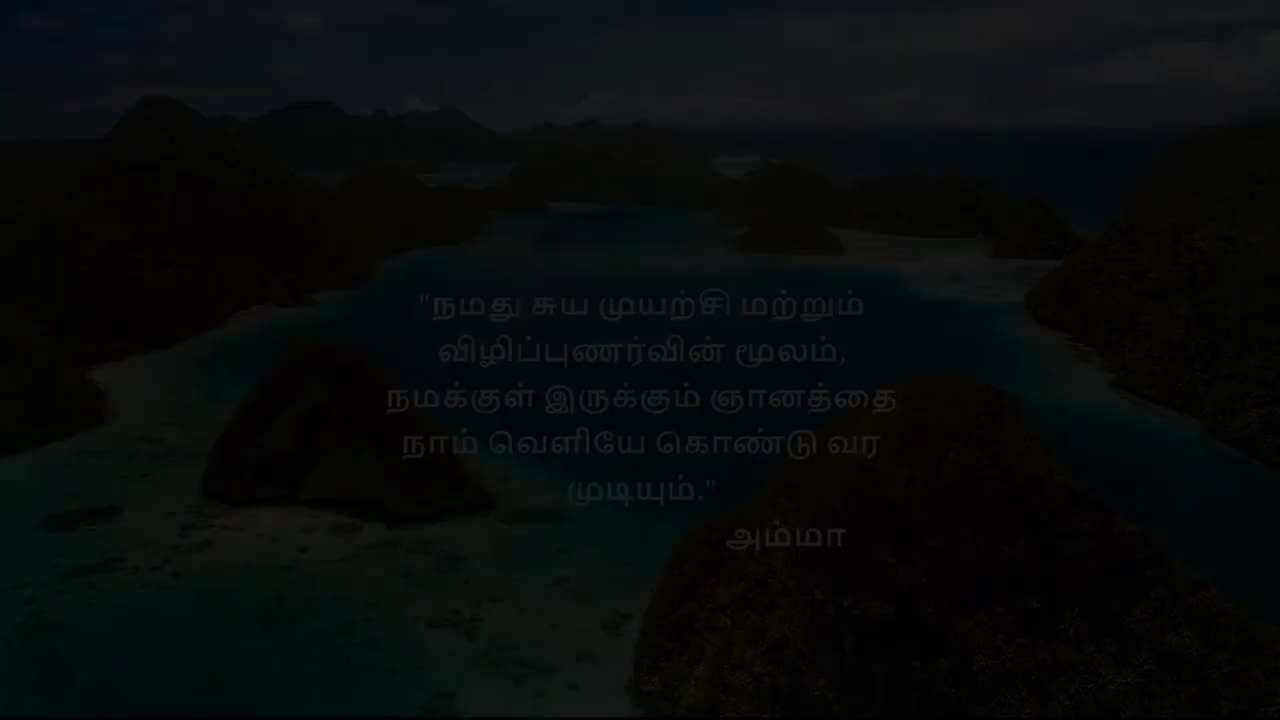 "நமது சுய முயற்சி மற்றும்
விழிப்புணர்வின் மூலம்,
நமக்குள் இருக்கும் ஞானத்தை
நாம் வெளியே கொண்டு வர
முடியும்."
அம்மா